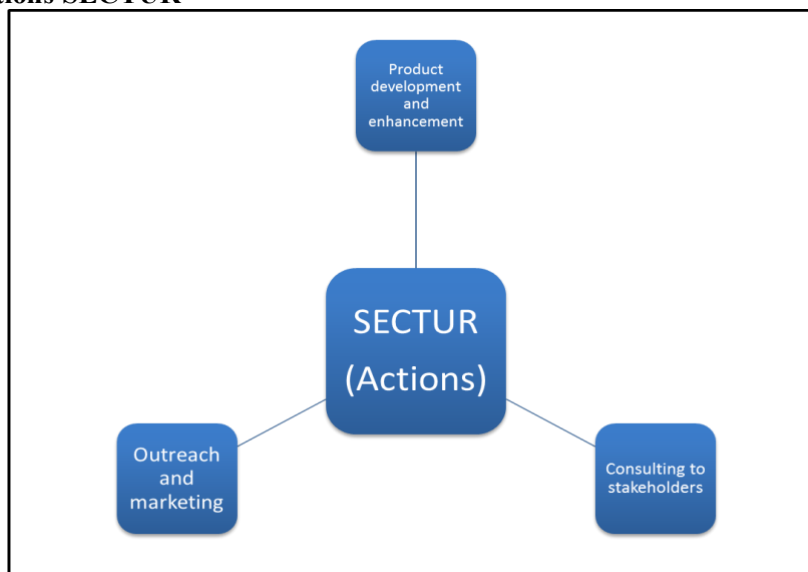 SECTUR
Product
development
and
enhancement
SECTUR
(Actions)
Outreach
and
marketing
Consulting to
stakeholders